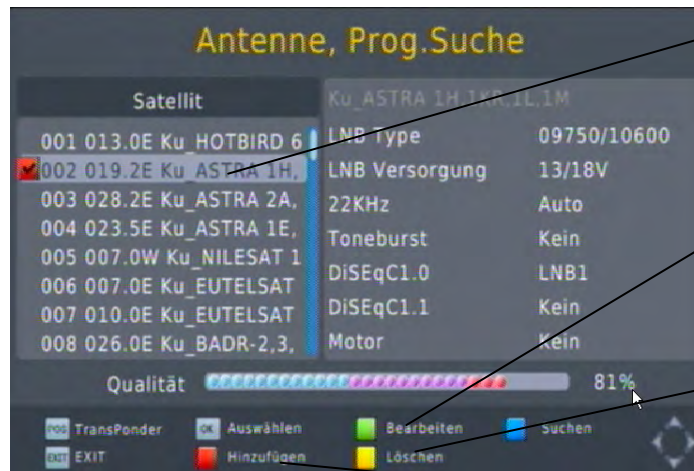 Antenne, Prog.Suche
Satellit
001 013.0E Ku_HOTBIRD 6
002 019.2E Ku_ASTRA 1H,
003 028.2E Ku_ASTRA 2A,
004 023.5E Ku_ASTRA 1E,
005 007.0W Ku_NILESAT 1
006 007.0E Ku_EUTELSAT
007 010.0E Ku_EUTELSAT
008 026.0E Ku_BADR-2,3,
Ku_ASTRA 1H,1KR,1L,1M
LNB Type 09750/10600
LNB Versorgung 13/18V
22KHz Auto
Toneburst Kein
DiSEqC1.0 LNB1
DiSEqC1.1 Kein
Motor Kein
Qualität 81%
POS TransPonder OK Auswählen Bearbeiten Suchen
EXIT EXIT Hinzufügen Löschen